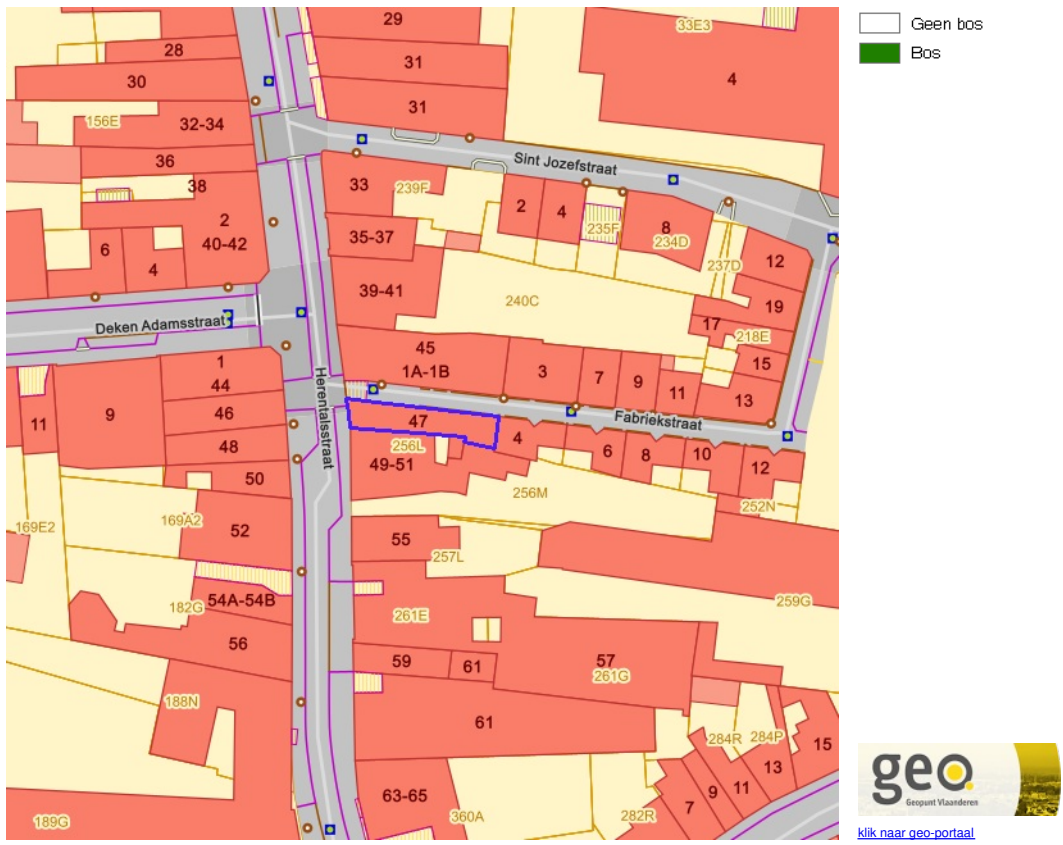 29
33E3
Geen bos
28
31
Bos
30
4
31
156E
32-34
Sint Jozefstraat
36
38
33
239F
2
2
4
235F
8
234D
6
40-42
35-37
4
237D
12
39-41
240C
19
Deken Adamsstraat
17
218E
1
45
15
44
1A-1B
3
7
9
11
13
Herentalsstraat
11
9
46
47
Fabriekstraat
48
256L
4
6
8
10
12
50
49-51
256M
252N
169E2
169A2
52
55
257L
182G
54A-54B
261E
259G
56
59
61
57
261G
188N
61
284R
284P
15
13
11
9
7
63-65
189G
360A
282R
geo.
Geopunt Vlaanderen
klik naar geo-portaal